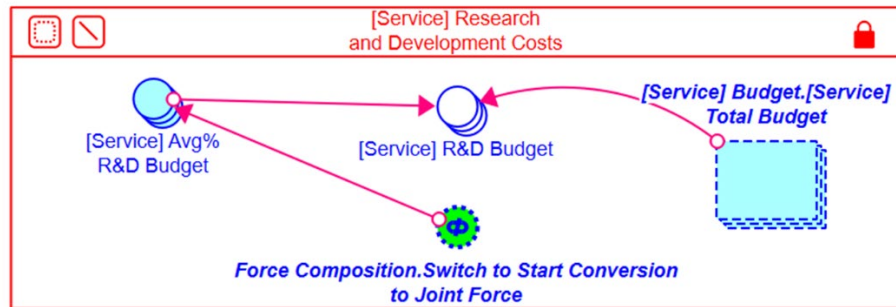 [Service] Research
and Development Costs
[Service] Budget.[Service]
Total Budget
[Service] Avg%
R&D Budget
[Service] R&D Budget
Φ
Force Composition.Switch to Start Conversion
to Joint Force